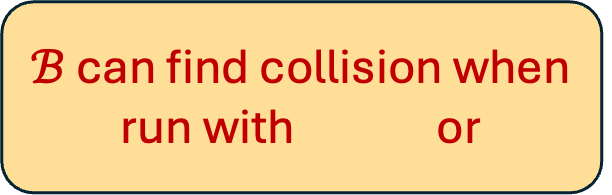 ℬ can find collision when
run with or